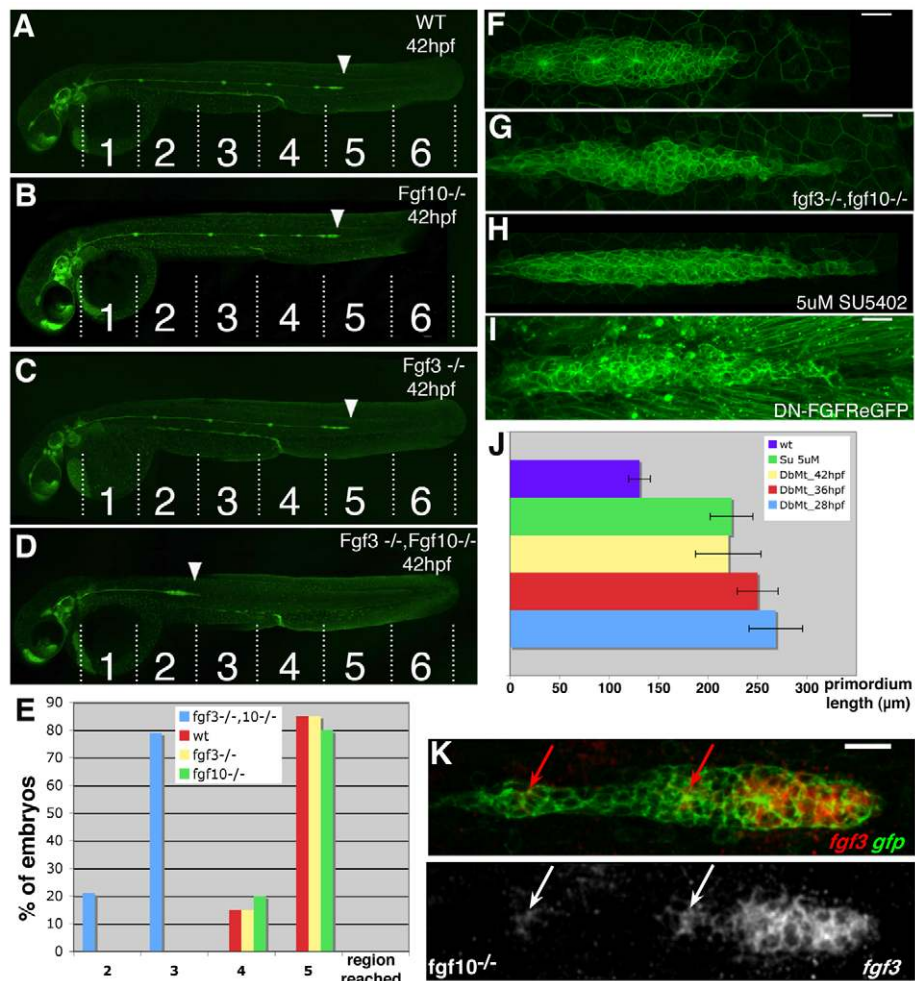 A
WT
42hpf
1 2 3 4 5 6
B
Fgf10-/-
42hpf
1 2 3 4 5 6
C
Fgf3 -/-
42hpf
1 2 3 4 5 6
D
Fgf3 -/-,Fgf10-/-
42hpf
1 2 3 4 5 6
E
% of embryos
90
80
70
60
50
40
30
20
10
0
fgf3-/-,10-/-
wt
fgf3-/-
fgf10-/-
2 3 4 5 region reached
F
G
fgf3-/-,fgf10-/-
H
5uM SU5402
I
DN-FGFReGFP
J
wt
Su 5uM
DbMt_42hpf
DbMt_36hpf
DbMt_28hpf
0 50 100 150 200 250 300 primordium
length (µm)
K
fgf3 gfp
fgf10-/-
fgf3